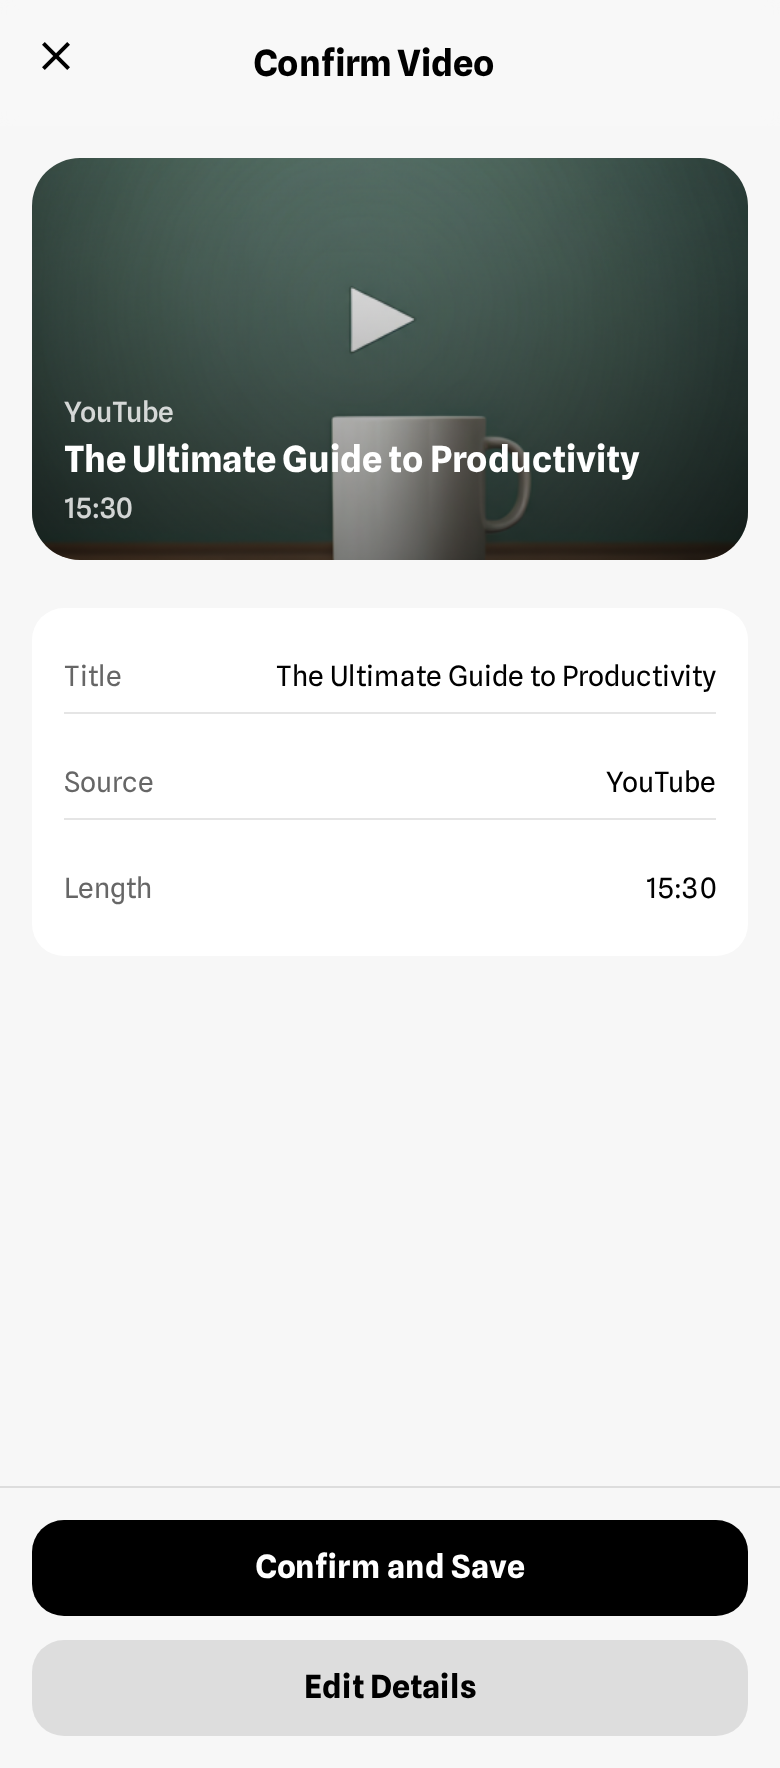 Confirm Video
YouTube
The Ultimate Guide to Productivity
15:30
Title The Ultimate Guide to Productivity
Source YouTube
Length 15:30
Confirm and Save
Edit Details